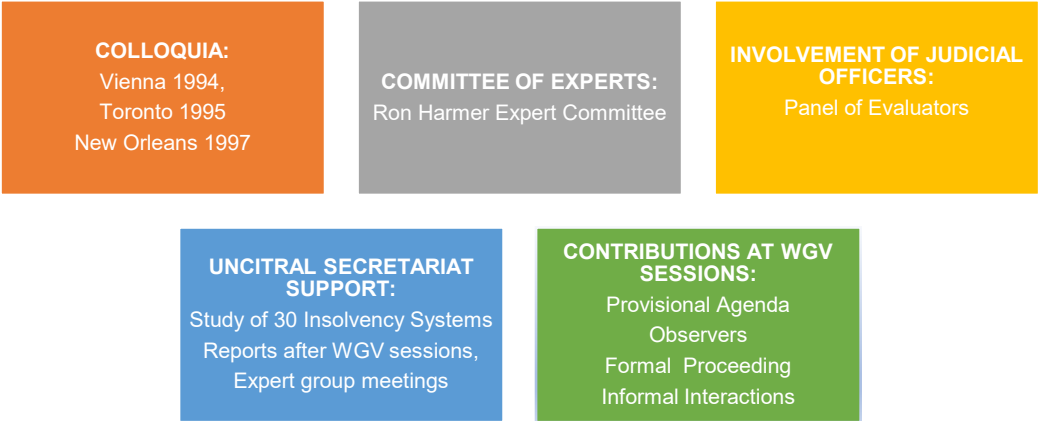 COLLOQUIA:
Vienna 1994,
Toronto 1995
New Orleans 1997
COMMITTEE OF EXPERTS:
Ron Harmer Expert Committee
INVOLVEMENT OF JUDICIAL
OFFICERS:
Panel of Evaluators
UNCITRAL SECRETARIAT
SUPPORT:
Study of 30 Insolvency Systems
Reports after WGV sessions,
Expert group meetings
CONTRIBUTIONS AT WGV
SESSIONS:
Provisional Agenda
Observers
Formal  Proceeding
Informal Interactions